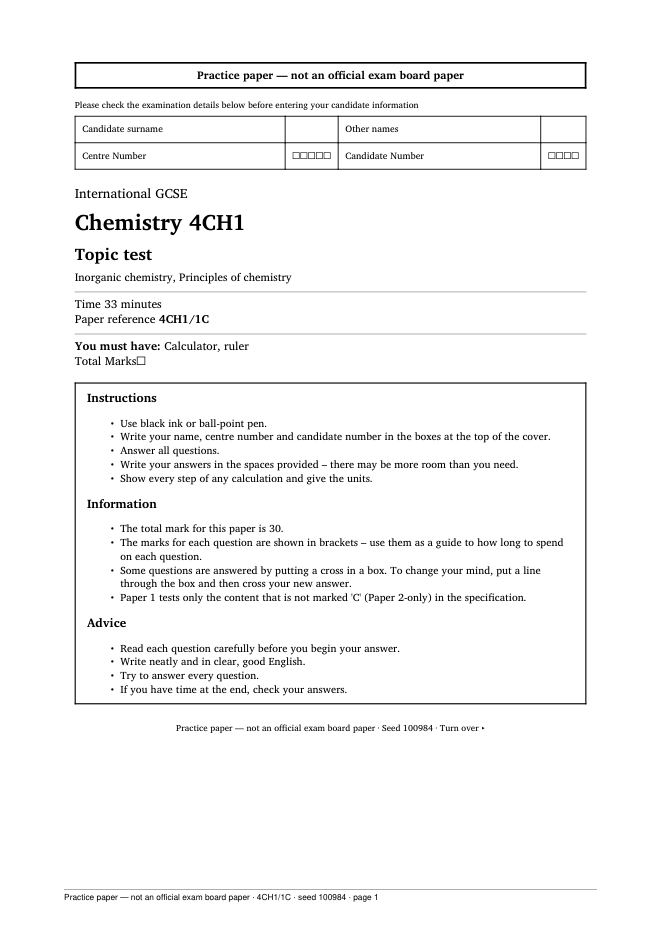 Practice paper — not an official exam board paper
Please check the examination details below before entering your candidate information
Candidate surname
Other names
Centre Number
☐☐☐☐☐
Candidate Number
☐☐☐☐
International GCSE
Chemistry 4CH1
Topic test
Inorganic chemistry, Principles of chemistry
Time 33 minutes
Paper reference 4CH1/1C
You must have: Calculator, ruler
Total Marks☐
Instructions
• Use black ink or ball-point pen.
• Write your name, centre number and candidate number in the boxes at the top of the cover.
• Answer all questions.
• Write your answers in the spaces provided – there may be more room than you need.
• Show every step of any calculation and give the units.
Information
• The total mark for this paper is 30.
• The marks for each question are shown in brackets – use them as a guide to how long to spend
on each question.
• Some questions are answered by putting a cross in a box. To change your mind, put a line
through the box and then cross your new answer.
• Paper 1 tests only the content that is not marked 'C' (Paper 2-only) in the specification.
Advice
• Read each question carefully before you begin your answer.
• Write neatly and in clear, good English.
• Try to answer every question.
• If you have time at the end, check your answers.
Practice paper — not an official exam board paper · Seed 100984 · Turn over ‣
Practice paper — not an official exam board paper · 4CH1/1C · seed 100984 · page 1